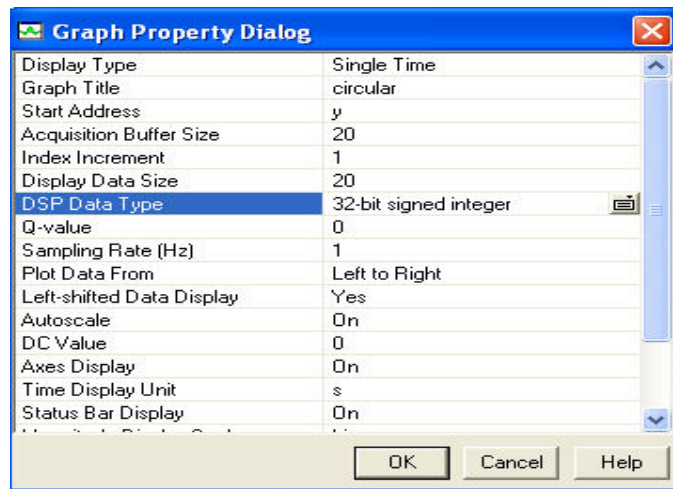 Graph Property Dialog
Display Type Single Time
Graph Title circular
Start Address y
Acquisition Buffer Size 20
Index Increment 1
Display Data Size 20
DSP Data Type 32-bit signed integer
Q-value 0
Sampling Rate (Hz) 1
Plot Data From Left to Right
Left-shifted Data Display Yes
Autoscale On
DC Value 0
Axes Display On
Time Display Unit s
Status Bar Display On
OK Cancel Help